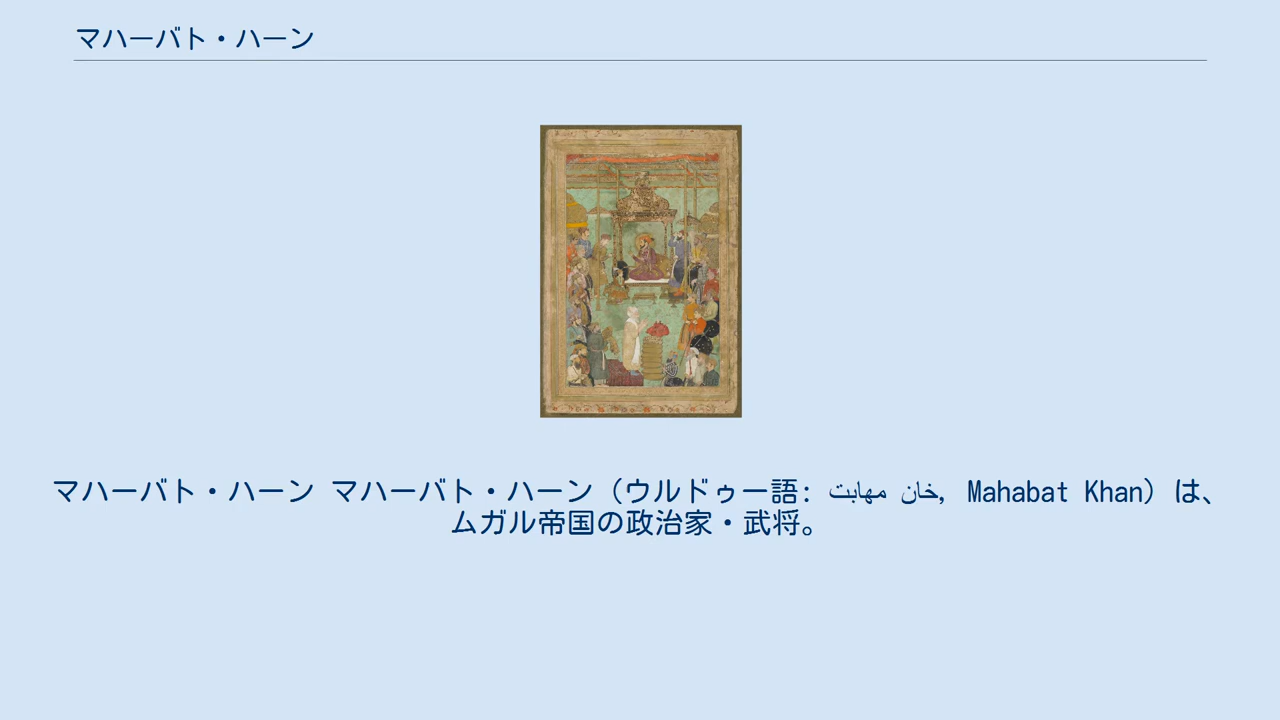 マハーバト・ハーン
マハーバト・ハーン マハーバト・ハーン（ウルドゥー語: مهابت خان, Mahabat Khan）は、
ムガル帝国の政治家・武将。